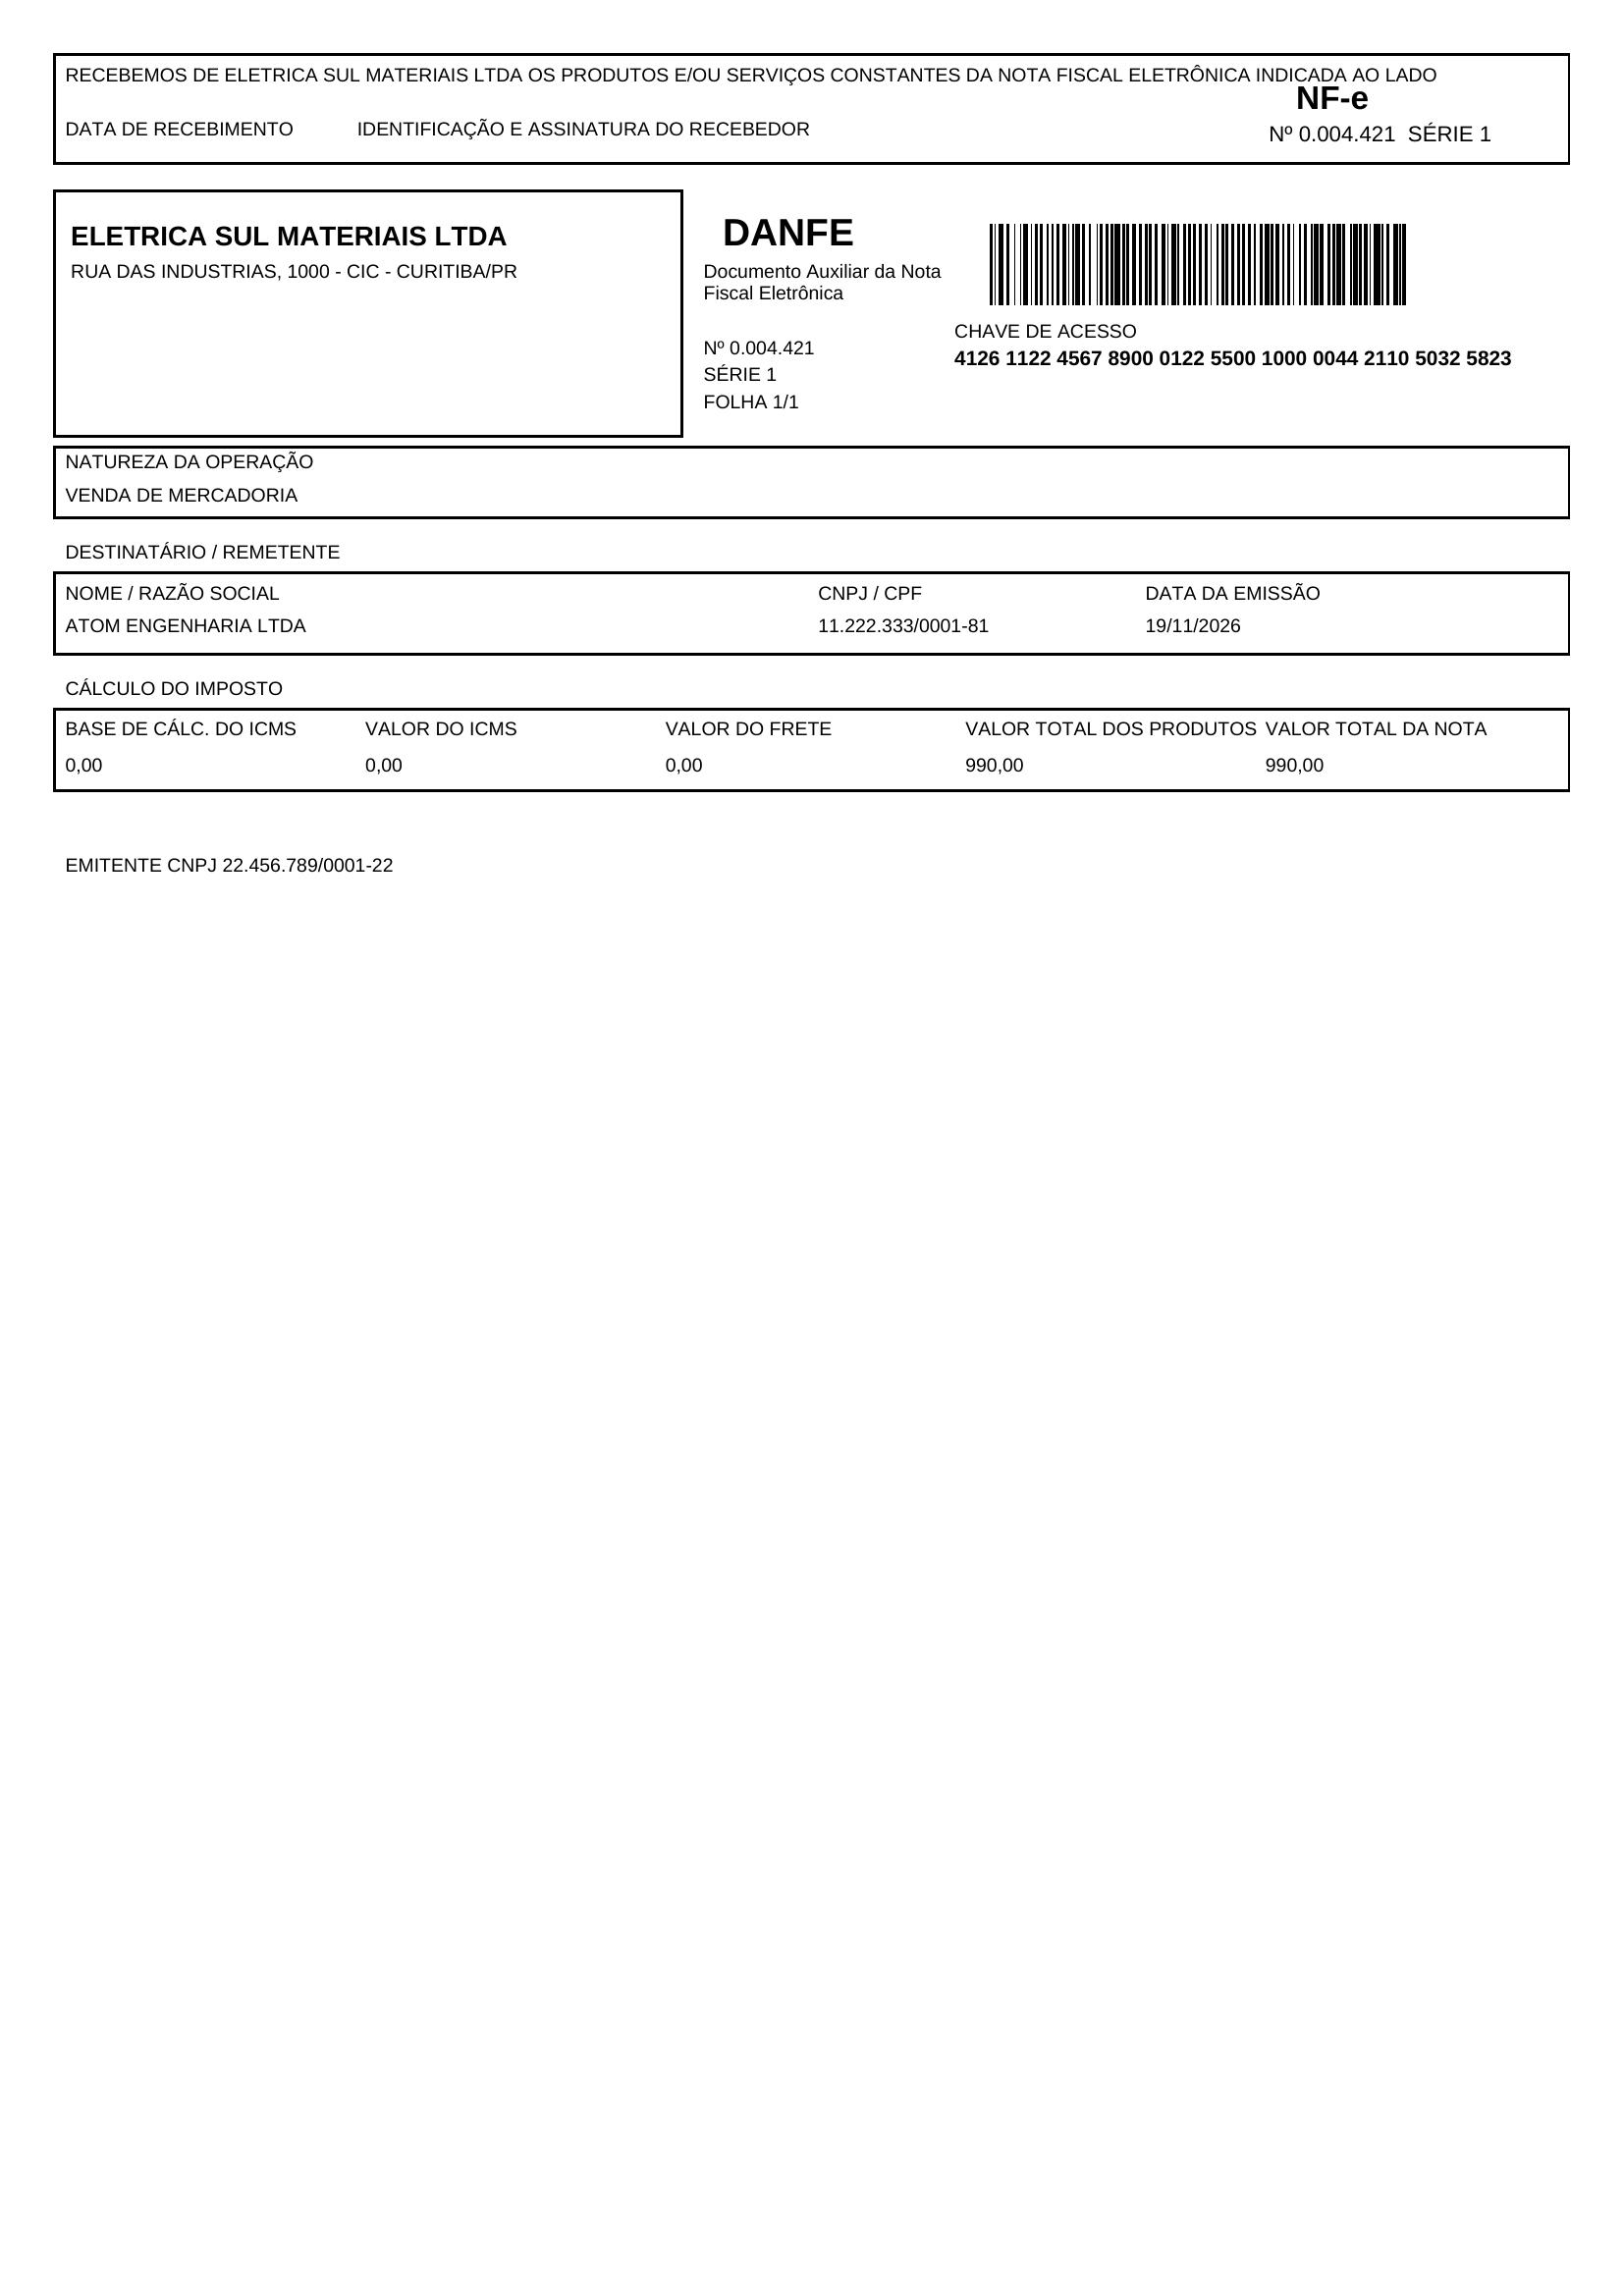 RECEBEMOS DE ELETRICA SUL MATERIAIS LTDA OS PRODUTOS E/OU SERVIÇOS CONSTANTES DA NOTA FISCAL ELETRÔNICA INDICADA AO LADO
NF-e
DATA DE RECEBIMENTO IDENTIFICAÇÃO E ASSINATURA DO RECEBEDOR
Nº 0.004.421 SÉRIE 1
ELETRICA SUL MATERIAIS LTDA
RUA DAS INDUSTRIAS, 1000 - CIC - CURITIBA/PR
DANFE
Documento Auxiliar da Nota
Fiscal Eletrônica
Nº 0.004.421
SÉRIE 1
FOLHA 1/1
CHAVE DE ACESSO
4126 1122 4567 8900 0122 5500 1000 0044 2110 5032 5823
NATUREZA DA OPERAÇÃO
VENDA DE MERCADORIA
DESTINATÁRIO / REMETENTE
NOME / RAZÃO SOCIAL CNPJ / CPF DATA DA EMISSÃO
ATOM ENGENHARIA LTDA 11.222.333/0001-81 19/11/2026
CÁLCULO DO IMPOSTO
BASE DE CÁLC. DO ICMS VALOR DO ICMS VALOR DO FRETE VALOR TOTAL DOS PRODUTOS VALOR TOTAL DA NOTA
0,00 0,00 0,00 990,00 990,00
EMITENTE CNPJ 22.456.789/0001-22